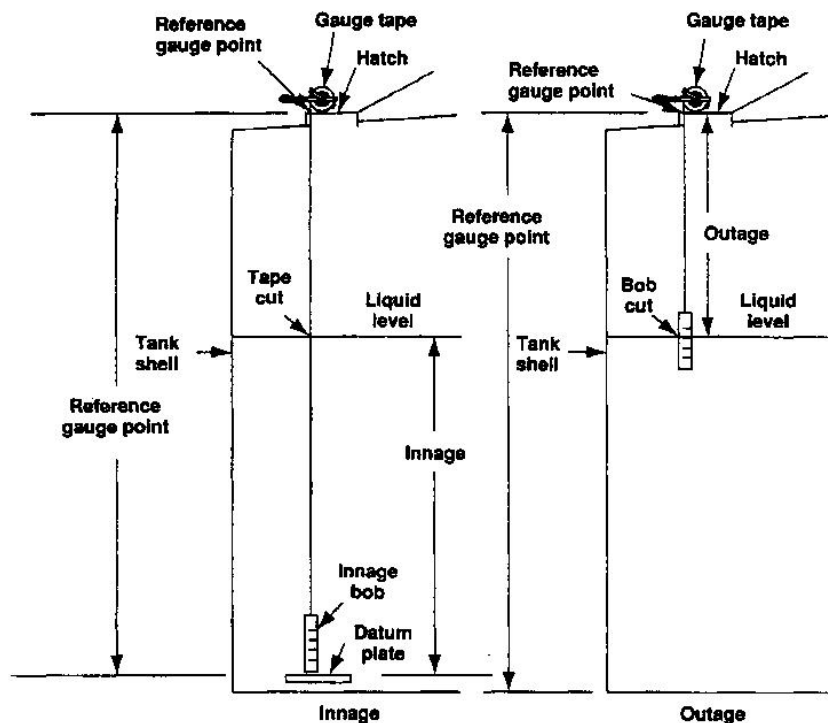 Reference
gauge point
Gauge tape
Hatch
Tape
cut
Liquid
level
Tank
shell
Reference
gauge point
Innage
Innage
bob
Datum
plate
Innage
Gauge tape
Reference
gauge point
Hatch
Reference
gauge point
Outage
Bob
cut
Liquid
level
Tank
shell
Outage